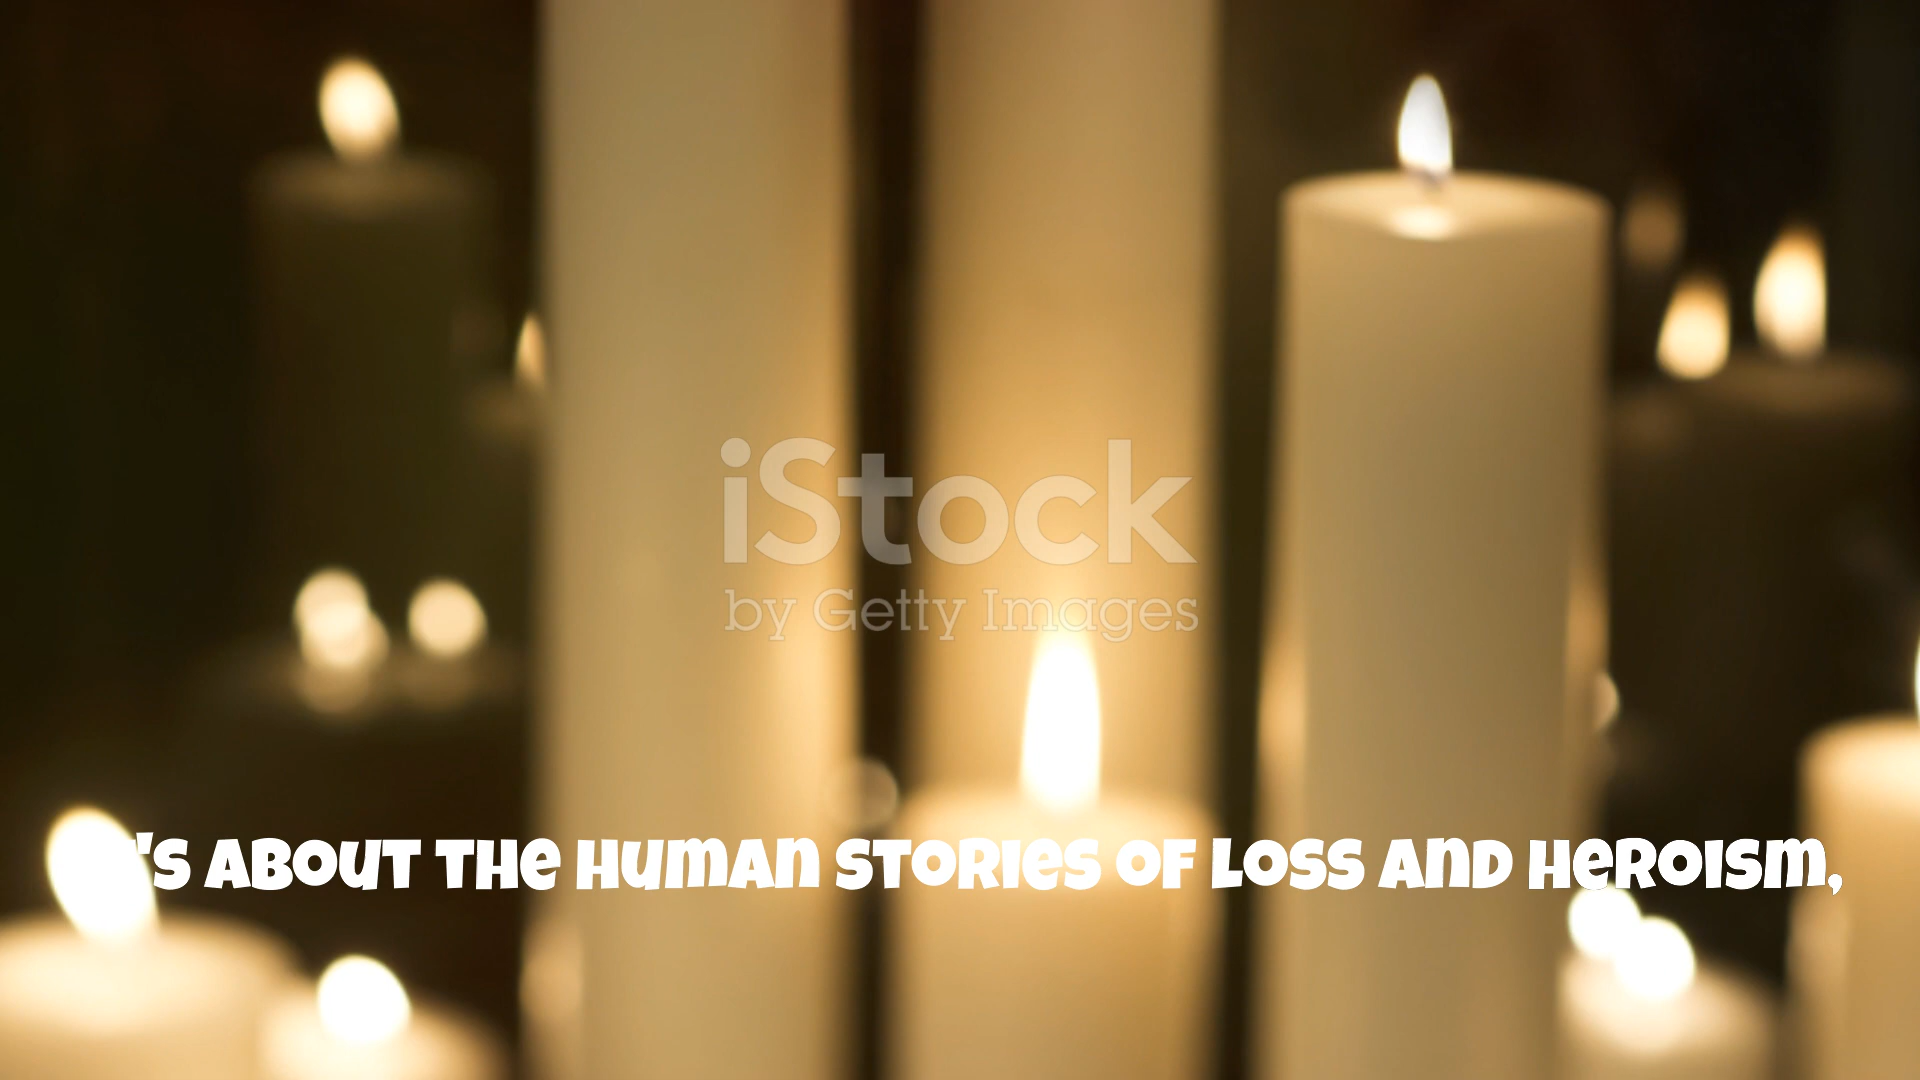 iStock
by Getty Images
's about the human stories of loss and heroism,